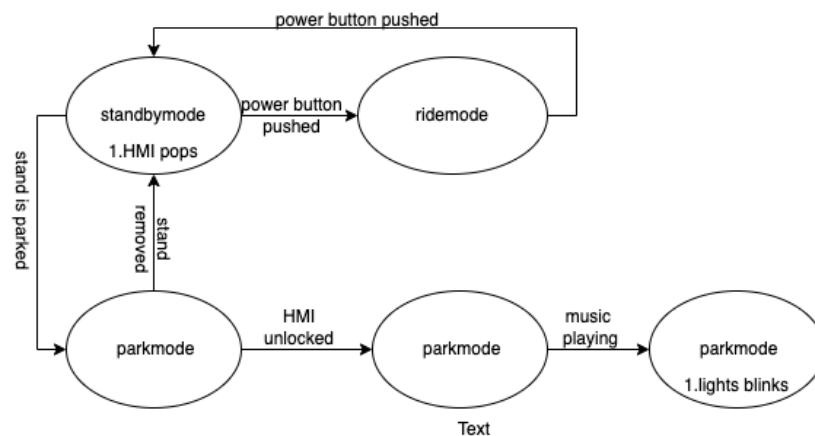 power button pushed
standbymode
1.HMI pops
power button
pushed
ridemode
stand is parked
stand
removed
parkmode
HMI
unlocked
parkmode
music
playing
parkmode
1.lights blinks
Text